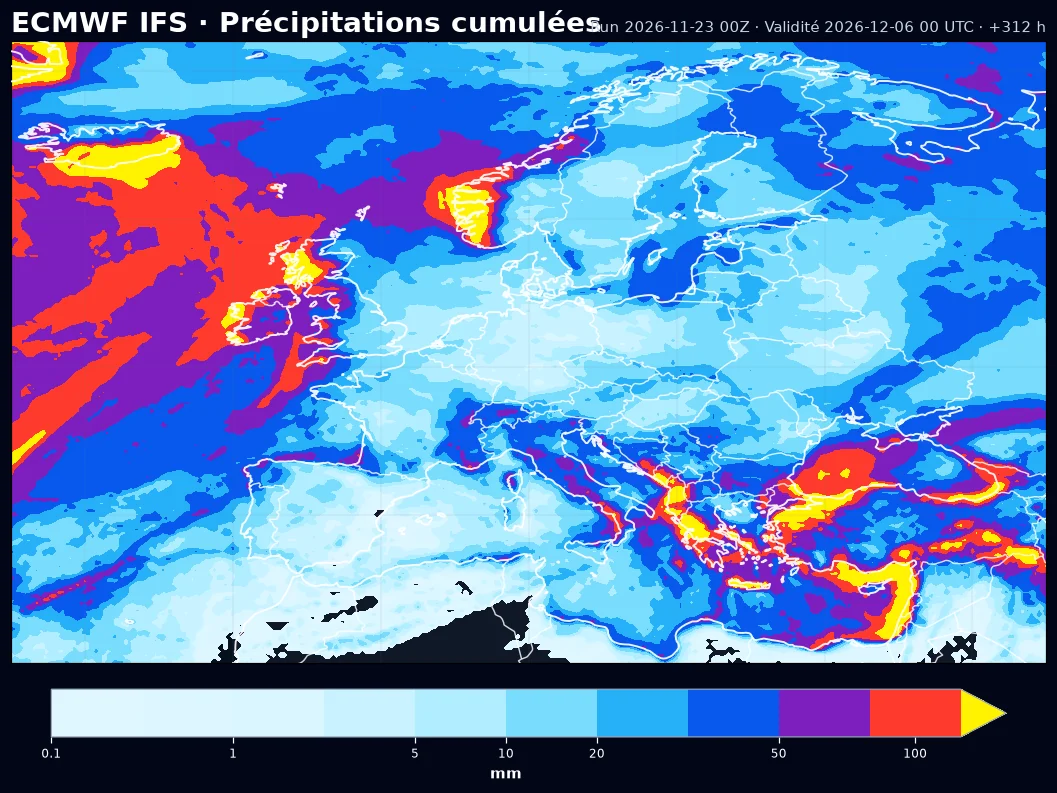 ECMWF IFS · Précipitations cumulées
Run 2026-11-23 00Z · Validité 2026-12-06 00 UTC · +312 h
0.1 1 5 10 20 50 100
mm